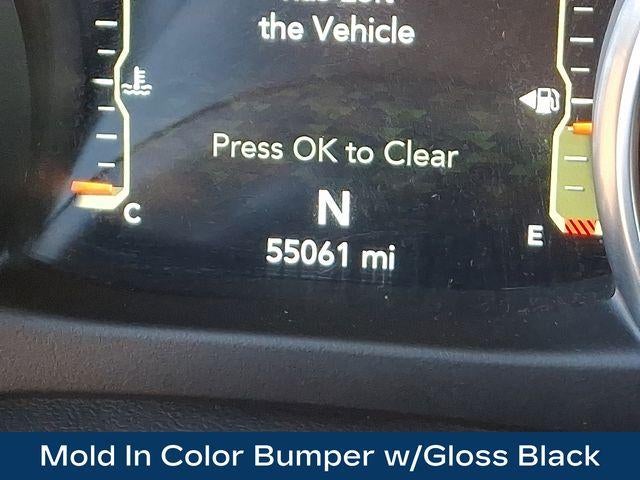 the Vehicle
Press OK to Clear
N
55061 mi
C
E
Mold In Color Bumper w/Gloss Black